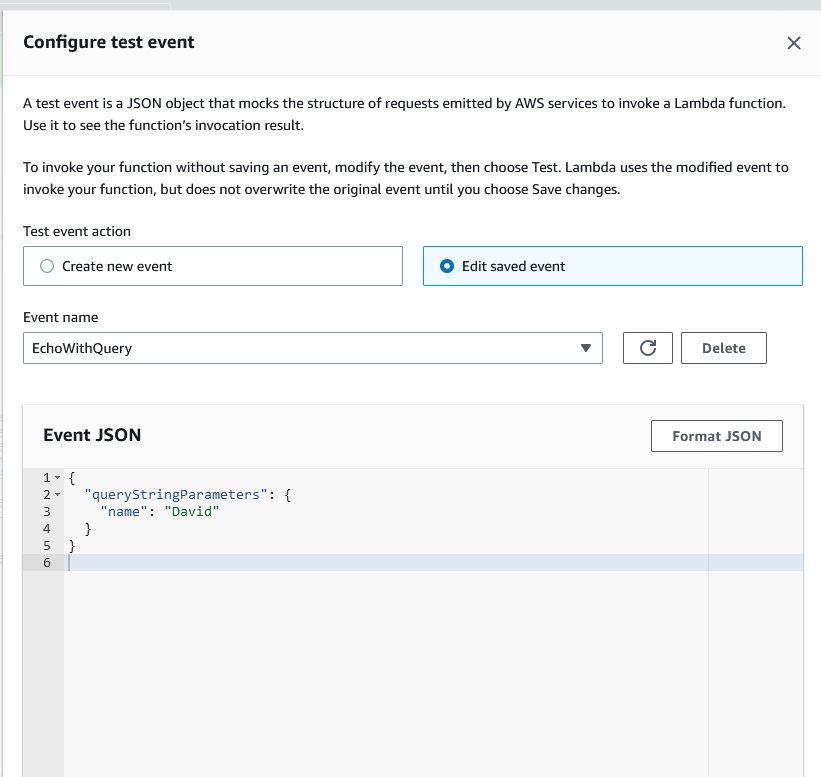 Configure test event
A test event is a JSON object that mocks the structure of requests emitted by AWS services to invoke a Lambda function.
Use it to see the function’s invocation result.
To invoke your function without saving an event, modify the event, then choose Test. Lambda uses the modified event to
invoke your function, but does not overwrite the original event until you choose Save changes.
Test event action
Create new event
Edit saved event
Event name
EchoWithQuery
Delete
Event JSON
Format JSON
1 {
2 "queryStringParameters": {
3 "name": "David"
4 }
5 }
6